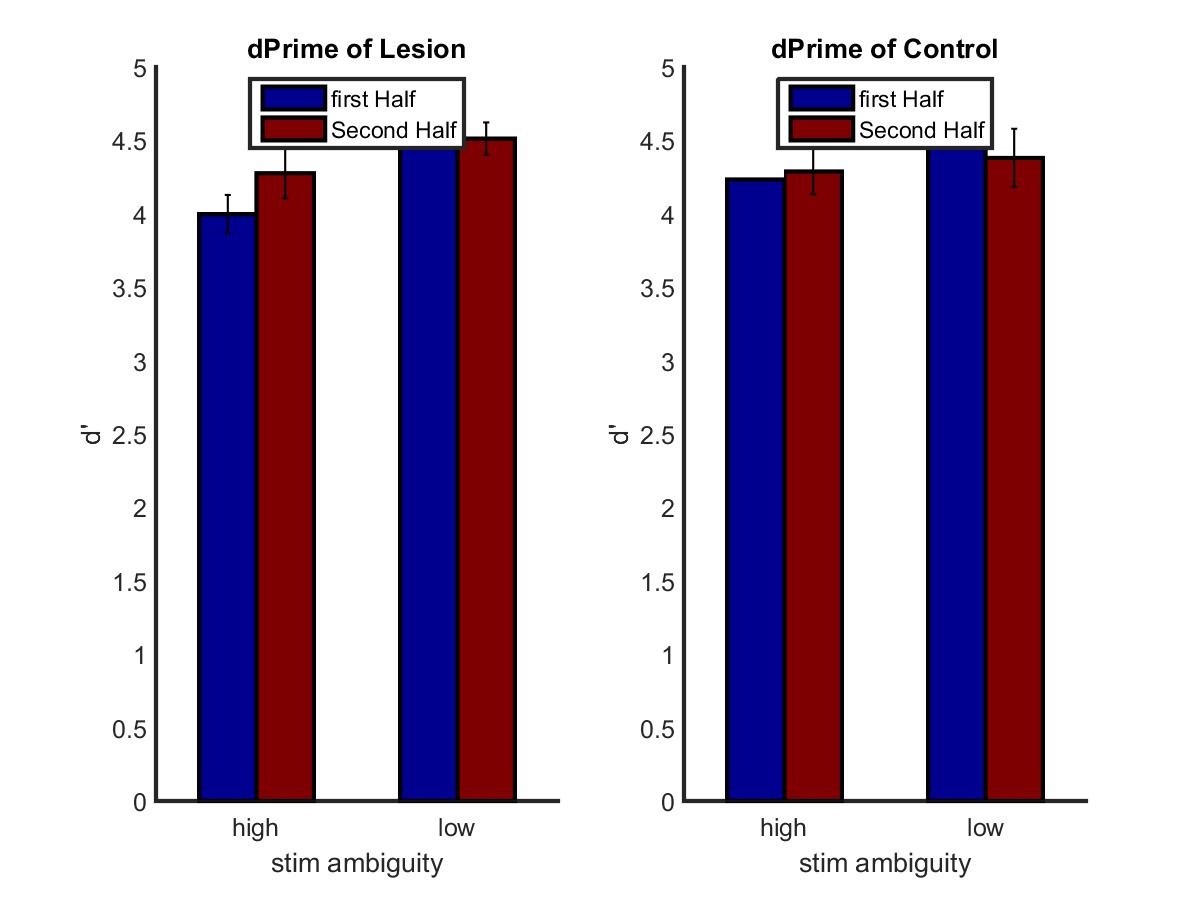 dPrime of Lesion
5
4.5
4
3.5
3
2.5
2
1.5
1
0.5
0
d'
first Half
Second Half
high
low
stim ambiguity
dPrime of Control
5
4.5
4
3.5
3
2.5
2
1.5
1
0.5
0
d'
first Half
Second Half
high
low
stim ambiguity